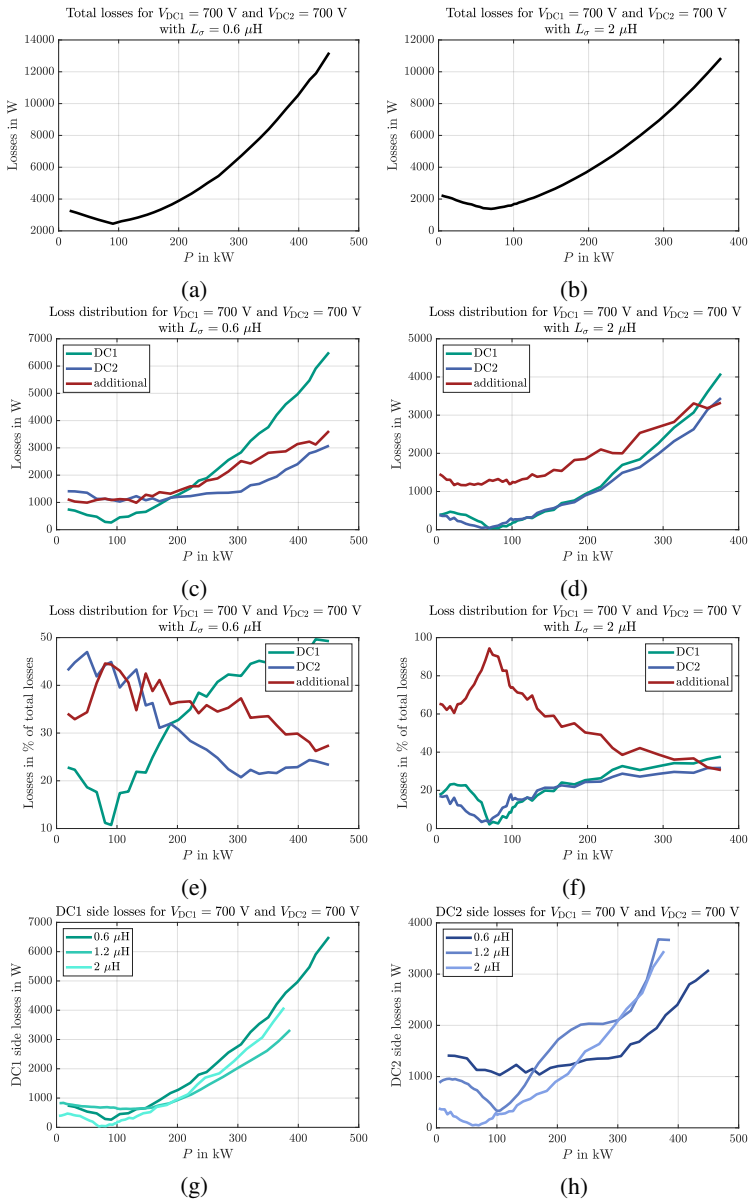 Total losses for V_DC1 = 700 V and V_DC2 = 700 V
with L_σ = 0.6 μH
14000
12000
10000
8000
6000
4000
2000
Losses in W
0 100 200 300 400 500
P in kW
(a)
Total losses for V_DC1 = 700 V and V_DC2 = 700 V
with L_σ = 2 μH
12000
10000
8000
6000
4000
2000
0
Losses in W
0 100 200 300 400
P in kW
(b)
Loss distribution for V_DC1 = 700 V and V_DC2 = 700 V
with L_σ = 0.6 μH
7000
6000
5000
4000
3000
2000
1000
0
Losses in W
DC1
DC2
additional
0 100 200 300 400 500
P in kW
(c)
Loss distribution for V_DC1 = 700 V and V_DC2 = 700 V
with L_σ = 2 μH
5000
4000
3000
2000
1000
0
Losses in W
DC1
DC2
additional
0 100 200 300 400
P in kW
(d)
Loss distribution for V_DC1 = 700 V and V_DC2 = 700 V
with L_σ = 0.6 μH
50
40
30
20
10
Losses in % of total losses
DC1
DC2
additional
0 100 200 300 400 500
P in kW
(e)
Loss distribution for V_DC1 = 700 V and V_DC2 = 700 V
with L_σ = 2 μH
100
80
60
40
20
0
Losses in % of total losses
DC1
DC2
additional
0 100 200 300 400
P in kW
(f)
DC1 side losses for V_DC1 = 700 V and V_DC2 = 700 V
7000
6000
5000
4000
3000
2000
1000
0
DC1 side losses in W
0.6 μH
1.2 μH
2 μH
0 100 200 300 400 500
P in kW
(g)
DC2 side losses for V_DC1 = 700 V and V_DC2 = 700 V
4000
3000
2000
1000
0
DC2 side losses in W
0.6 μH
1.2 μH
2 μH
0 100 200 300 400 500
P in kW
(h)